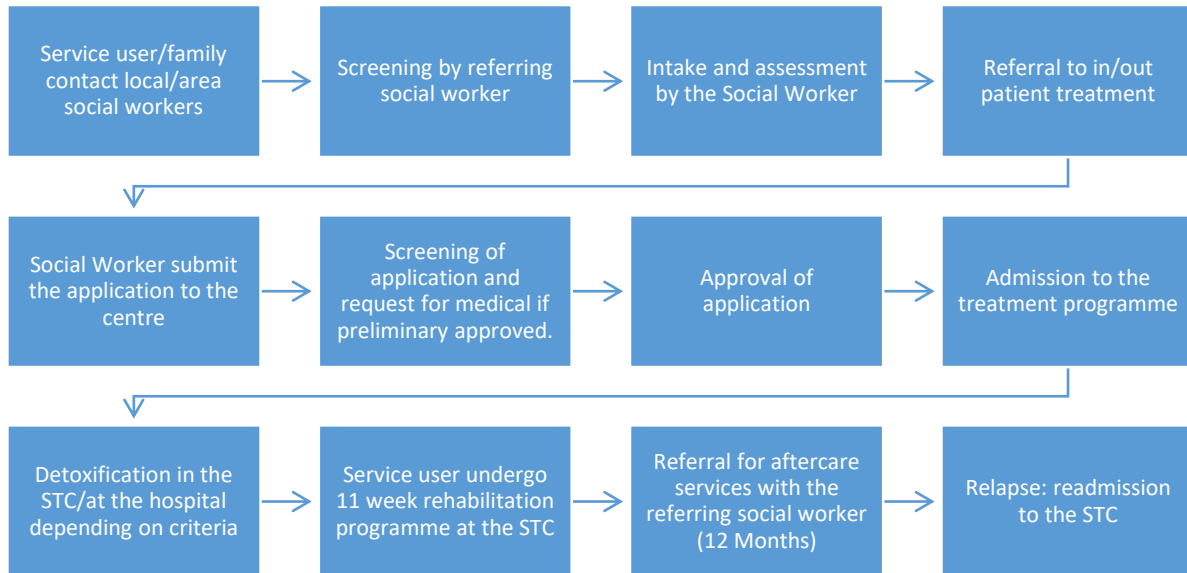 Service user/family
contact local/area
social workers
Screening by referring
social worker
Intake and assessment
by the Social Worker
Referral to in/out
patient treatment
Social Worker submit
the application to the
centre
Screening of
application and
request for medical if
preliminary approved.
Approval of
application
Admission to the
treatment programme
Detoxification in the
STC/at the hospital
depending on criteria
Service user undergo
11 week rehabilitation
programme at the STC
Referral for aftercare
services with the
referring social worker
(12 Months)
Relapse: readmission
to the STC